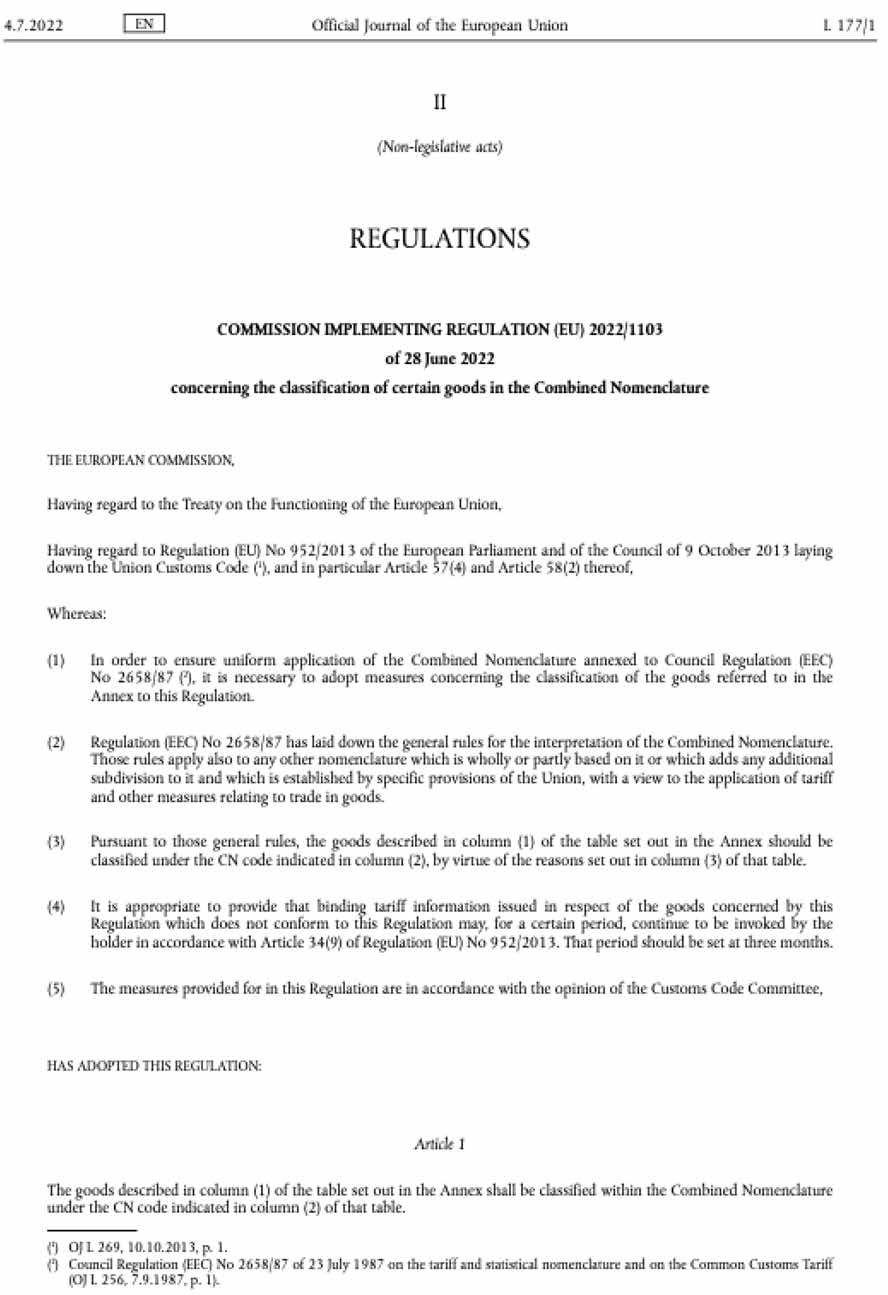 4.7.2022 EN Official Journal of the European Union L 177/1
II
(Non-legislative acts)
REGULATIONS
COMMISSION IMPLEMENTING REGULATION (EU) 2022/1103
of 28 June 2022
concerning the classification of certain goods in the Combined Nomenclature
THE EUROPEAN COMMISSION,
Having regard to the Treaty on the Functioning of the European Union,
Having regard to Regulation (EU) No 952/2013 of the European Parliament and of the Council of 9 October 2013 laying
down the Union Customs Code (¹), and in particular Article 57(4) and Article 58(2) thereof,
Whereas:
(1) In order to ensure uniform application of the Combined Nomenclature annexed to Council Regulation (EEC)
No 2658/87 (²), it is necessary to adopt measures concerning the classification of the goods referred to in the
Annex to this Regulation.
(2) Regulation (EEC) No 2658/87 has laid down the general rules for the interpretation of the Combined Nomenclature.
Those rules apply also to any other nomenclature which is wholly or partly based on it or which adds any additional
subdivision to it and which is established by specific provisions of the Union, with a view to the application of tariff
and other measures relating to trade in goods.
(3) Pursuant to those general rules, the goods described in column (1) of the table set out in the Annex should be
classified under the CN code indicated in column (2), by virtue of the reasons set out in column (3) of that table.
(4) It is appropriate to provide that binding tariff information issued in respect of the goods concerned by this
Regulation which does not conform to this Regulation may, for a certain period, continue to be invoked by the
holder in accordance with Article 34(9) of Regulation (EU) No 952/2013. That period should be set at three months.
(5) The measures provided for in this Regulation are in accordance with the opinion of the Customs Code Committee,
HAS ADOPTED THIS REGULATION:
Article 1
The goods described in column (1) of the table set out in the Annex shall be classified within the Combined Nomenclature
under the CN code indicated in column (2) of that table.
(¹) OJ L 269, 10.10.2013, p. 1.
(²) Council Regulation (EEC) No 2658/87 of 23 July 1987 on the tariff and statistical nomenclature and on the Common Customs Tariff
(OJ L 256, 7.9.1987, p. 1).